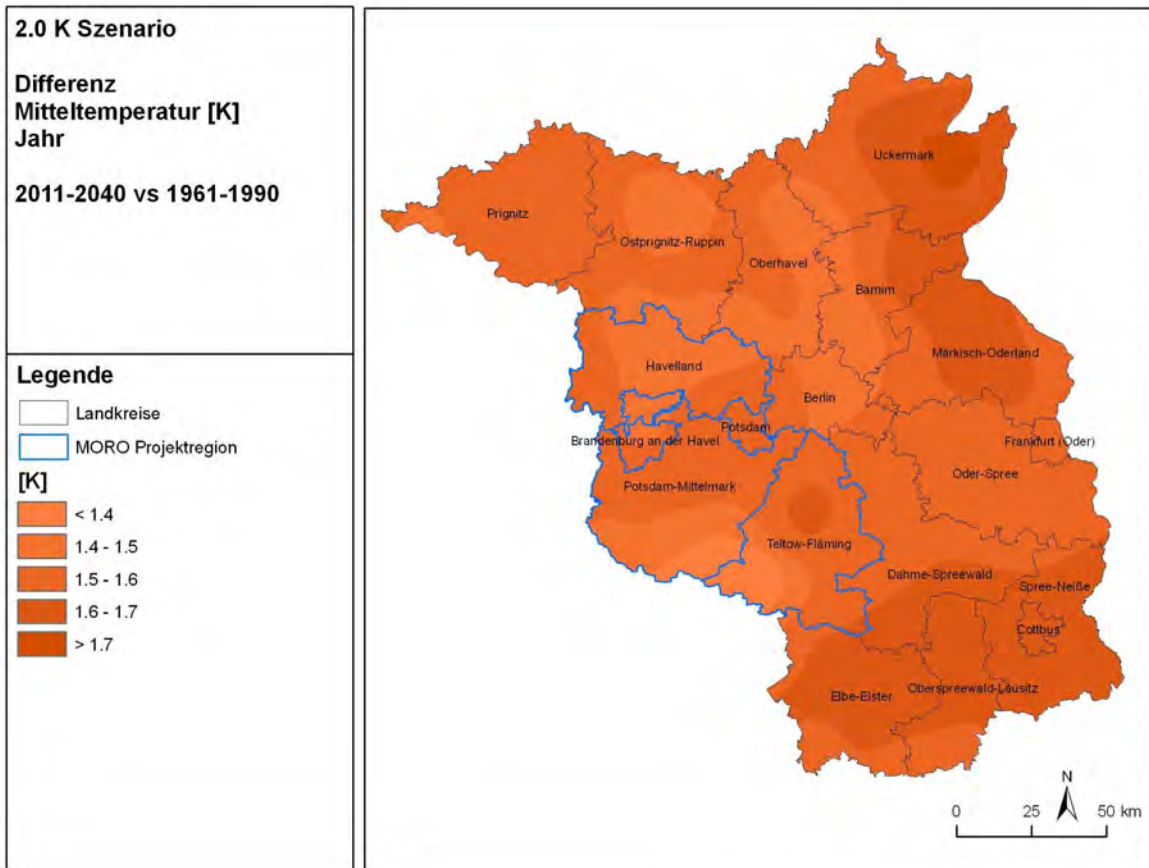 2.0 K Szenario
Differenz
Mitteltemperatur [K]
Jahr
2011-2040 vs 1961-1990
Legende
Landkreise
MORO Projektregion
[K]
< 1.4
1.4 - 1.5
1.5 - 1.6
1.6 - 1.7
> 1.7
Uckermark
Prignitz
Ostprignitz-Ruppin
Oberhavel
Barnim
Havelland
Märkisch-Oderland
Berlin
Potsdam
Brandenburg an der Havel
Frankfurt (Oder)
Oder-Spree
Potsdam-Mittelmark
Teltow-Fläming
Dahme-Spreewald
Spree-Neiße
Cottbus
Elbe-Elster
Oberspreewald-Lausitz
N
0 25 50 km